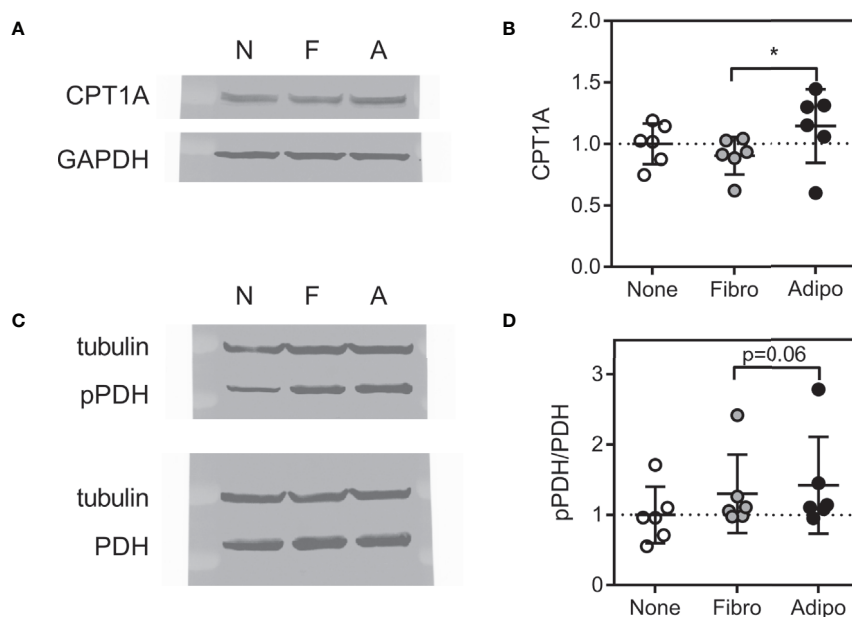 A
N F A
CPT1A
GAPDH
B
2.0
1.5
1.0
0.5
0.0
CPT1A
*
None Fibro Adipo
C
N F A
tubulin
pPDH
tubulin
PDH
D
3
2
1
0
pPDH/PDH
p=0.06
None Fibro Adipo